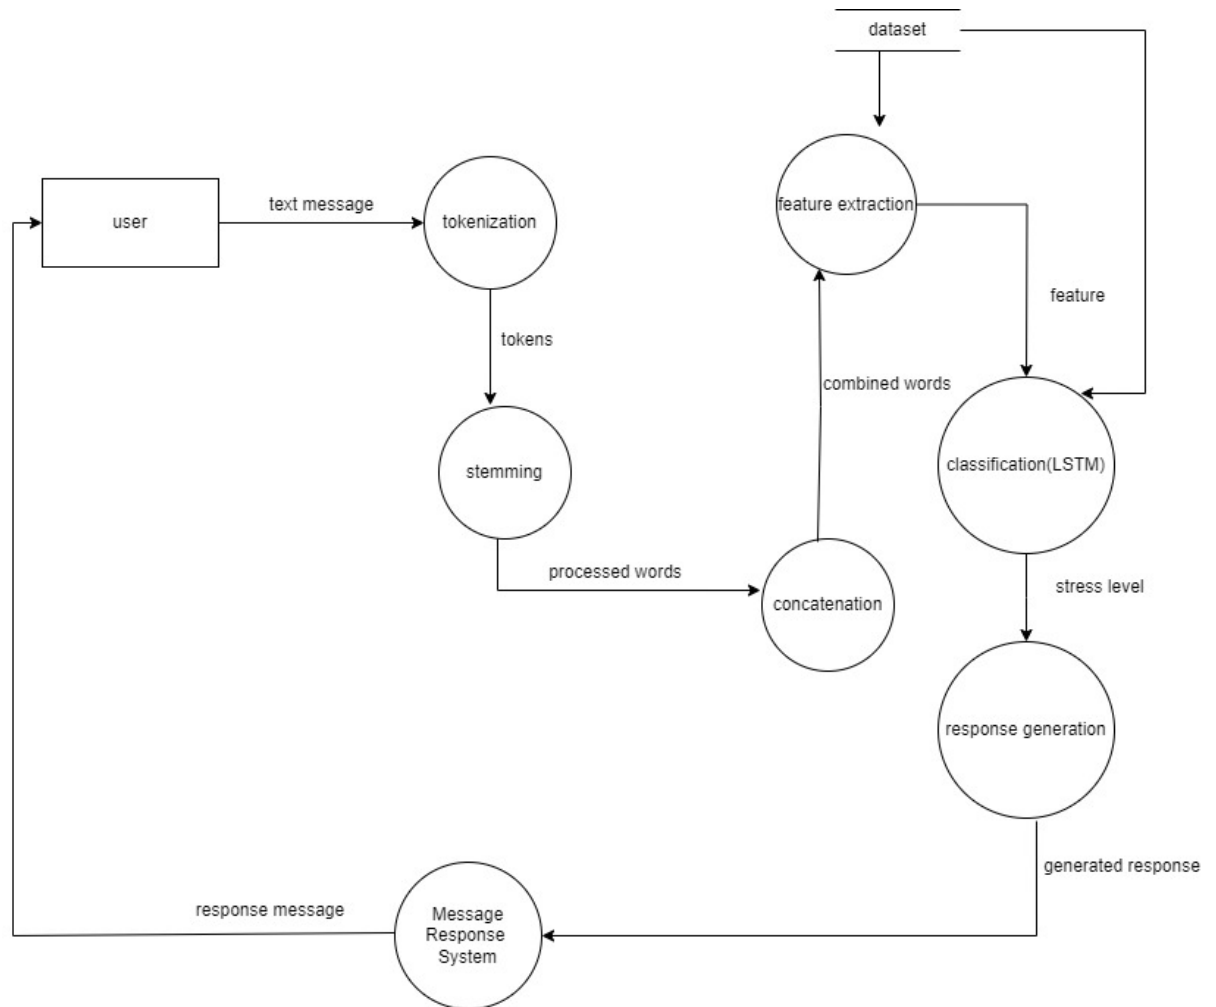 dataset
user
text message
tokenization
feature extraction
tokens
feature
combined words
stemming
classification(LSTM)
processed words
concatenation
stress level
response generation
generated response
response message
Message
Response
System